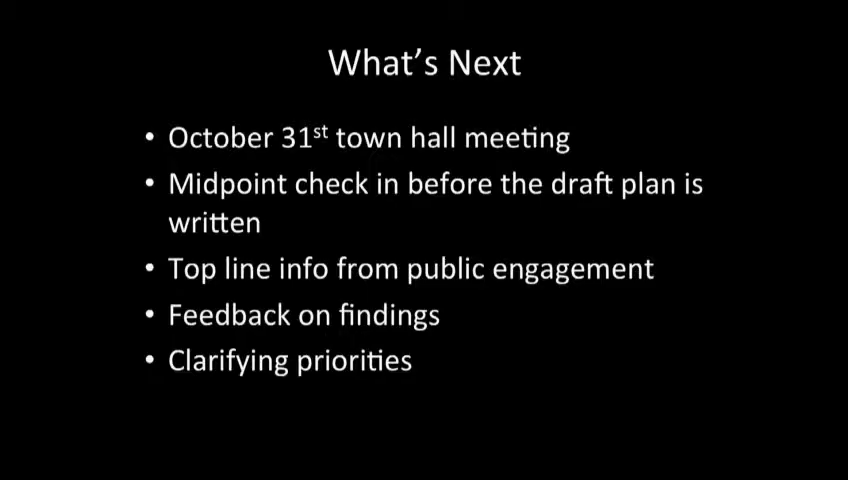 What’s Next
• October 31st town hall meeting
• Midpoint check in before the draft plan is
written
• Top line info from public engagement
• Feedback on findings
• Clarifying priorities